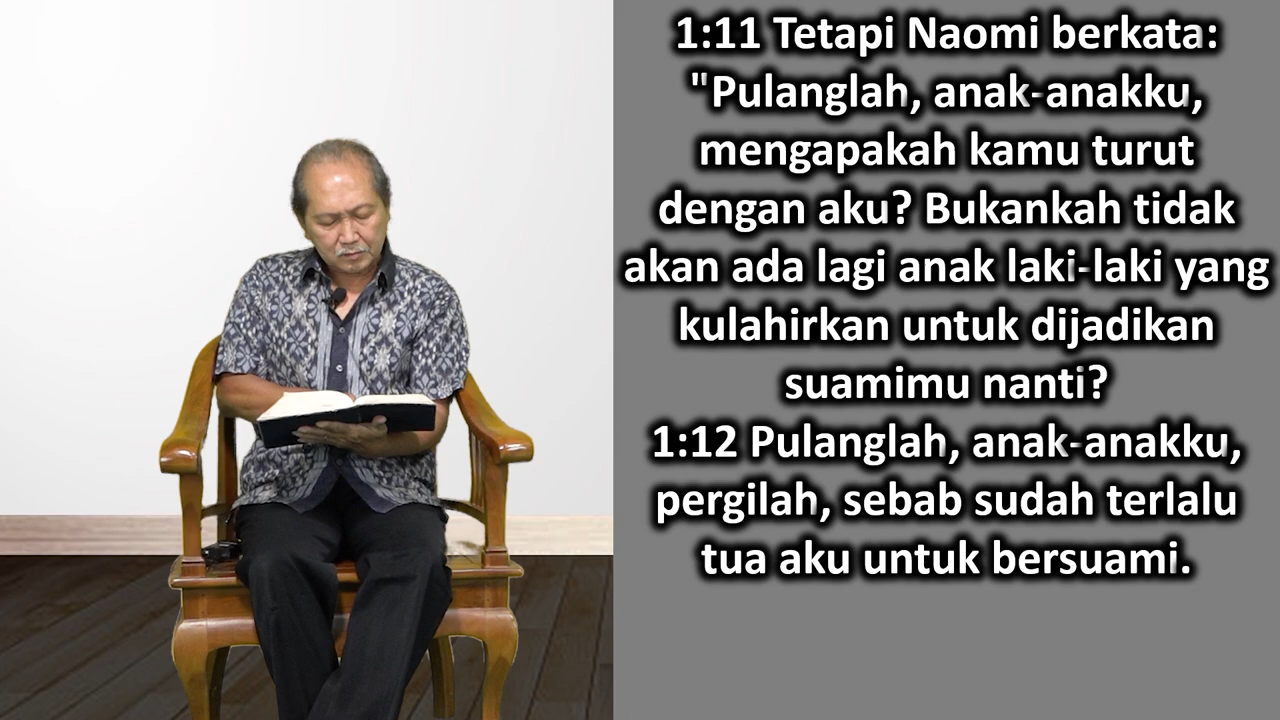 1:11 Tetapi Naomi berkata:
"Pulanglah, anak-anakku,
mengapakah kamu turut
dengan aku? Bukankah tidak
akan ada lagi anak laki-laki yang
kulahirkan untuk dijadikan
suamimu nanti?
1:12 Pulanglah, anak-anakku,
pergilah, sebab sudah terlalu
tua aku untuk bersuami.